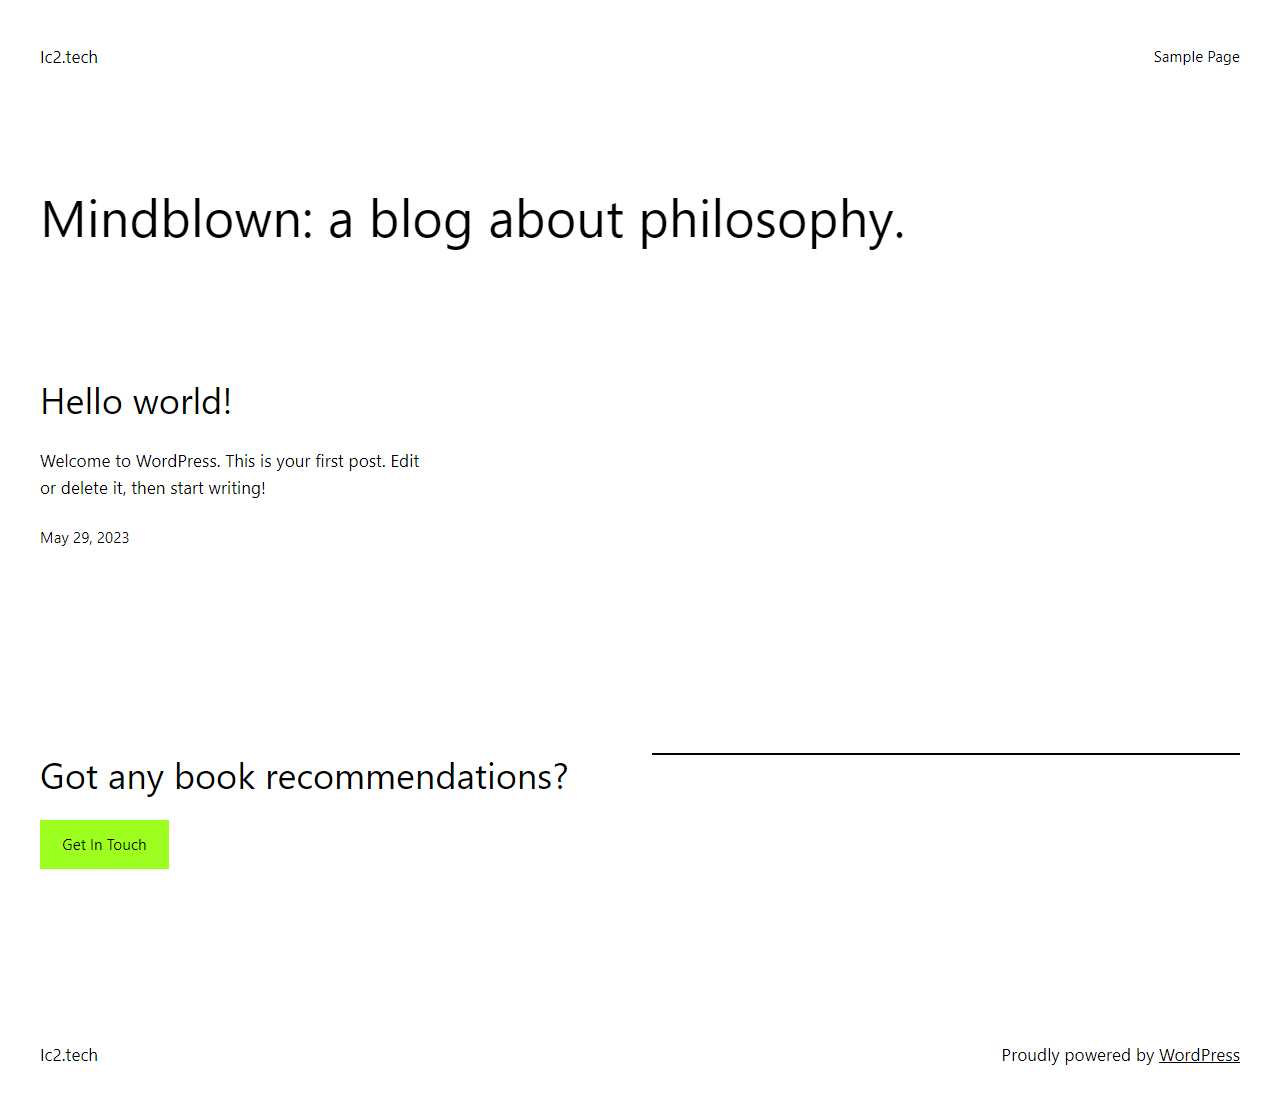 Ic2.tech
Sample Page
Mindblown: a blog about philosophy.
Hello world!
Welcome to WordPress. This is your first post. Edit
or delete it, then start writing!
May 29, 2023
Got any book recommendations?
Get In Touch
Ic2.tech
Proudly powered by WordPress